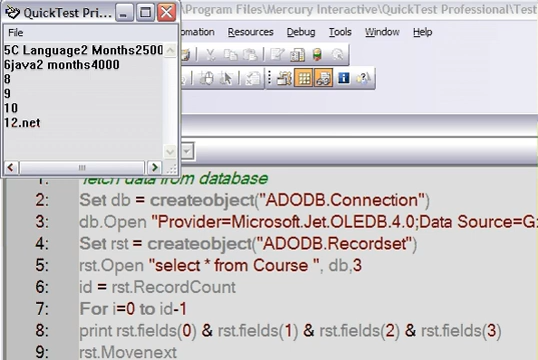 QuickTest Pri...
\Program Files\Mercury Interactive\QuickTest Professional\Test
File
omation Resources Debug Tools Window Help
5C Language2 Months2500
6java2 months4000
8
9
10
12.net
1: 'fetch data from database
2: Set db = createobject("ADODB.Connection")
3: db.Open "Provider=Microsoft.Jet.OLEDB.4.0;Data Source=G:
4: Set rst = createobject("ADODB.Recordset")
5: rst.Open "select * from Course ", db,3
6: id = rst.RecordCount
7: For i=0 to id-1
8: print rst.fields(0) & rst.fields(1) & rst.fields(2) & rst.fields(3)
9: rst.Movenext